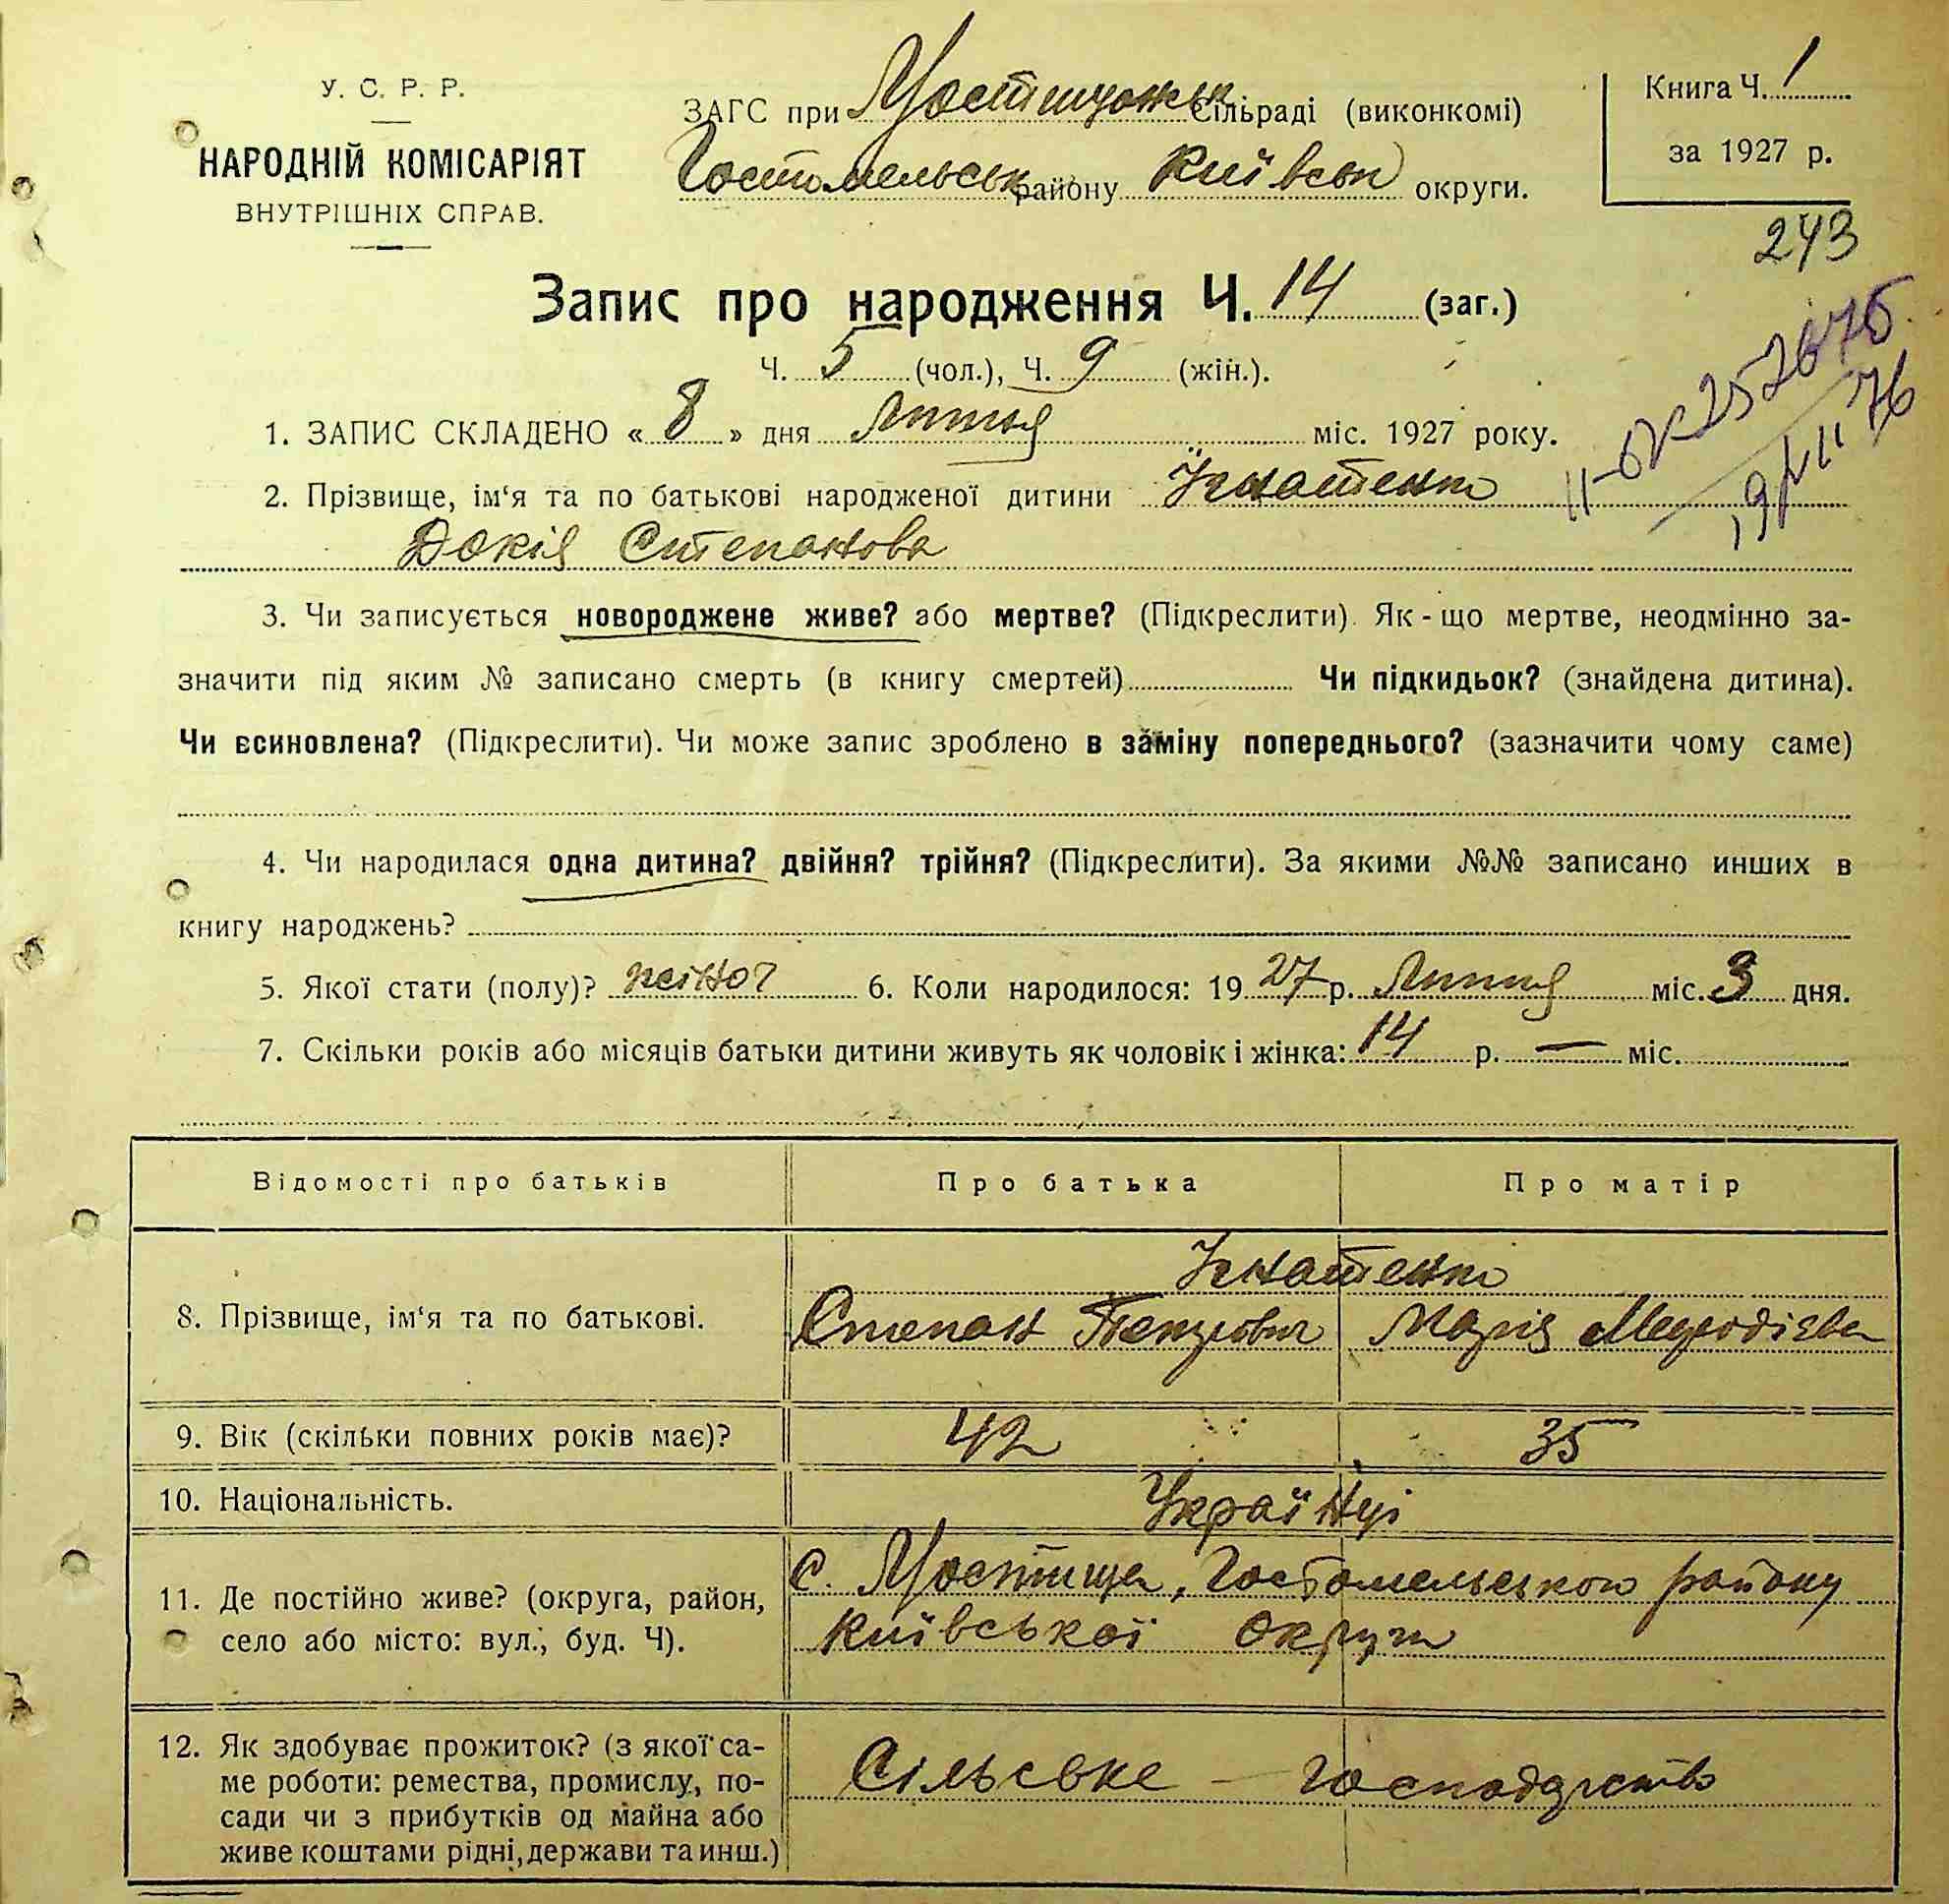 У. С. Р. Р.
НАРОДНІЙ КОМІСАРІЯТ
ВНУТРІШНІХ СПРАВ.
ЗАГС при Мостищанськ Сільраді (виконкомі)
Гостомельськ району Київськ округи.
Книга Ч. 1
за 1927 р.
243
Запис про народження Ч. 14 (заг.)
Ч. 5 (чол.), Ч. 9 (жін.).
1. ЗАПИС СКЛАДЕНО « 8 » дня Липня міс. 1927 року.
2. Прізвище, ім‘я та по батькові народженої дитини Ігнатенко
Докія Степанова
3. Чи записується новороджене живе? або мертве? (Підкреслити). Як-що мертве, неодмінно за-
значити під яким № записано смерть (в книгу смертей) Чи підкидьок? (знайдена дитина).
Чи всиновлена? (Підкреслити). Чи може запис зроблено в заміну попереднього? (зазначити чому саме)
4. Чи народилася одна дитина? двійня? трійня? (Підкреслити). За якими №№ записано инших в
книгу народжень?
5. Якої стати (полу)? жіноч 6. Коли народилося: 19 27 р. Липня міс. 3 дня.
7. Скільки років або місяців батьки дитини живуть як чоловік і жінка: 14 р. — міс.
Відомості про батьків Про батька Про матір
Ігнатенко
8. Прізвище, ім‘я та по батькові. Степан Петрович Марія Мефодієва
9. Вік (скільки повних років має)? 42 35
10. Національність. Українці
11. Де постійно живе? (округа, район, с. Мостище, Гостомельського району
село або місто: вул., буд. Ч). Київської округи
12. Як здобуває прожиток? (з якої са-
ме роботи: ремества, промислу, по- Сільське – господарство
сади чи з прибутків од майна або
живе коштами рідні, держави та инш.)